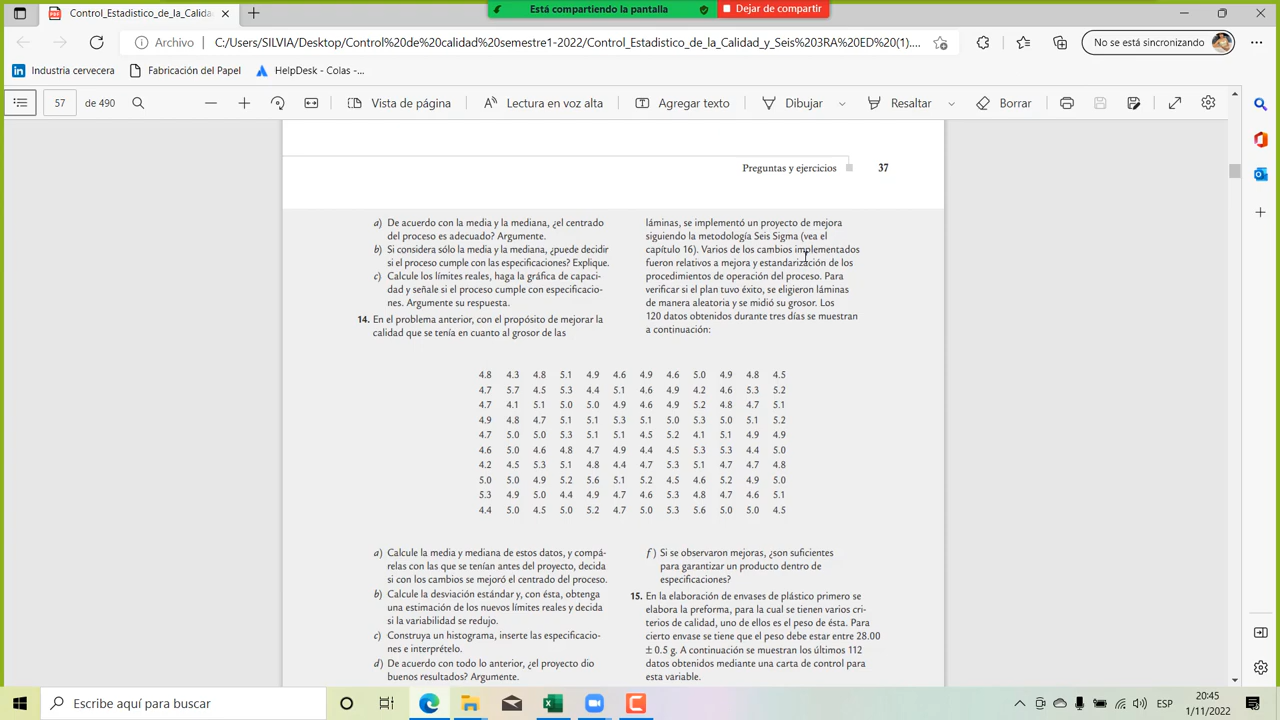 Está compartiendo la pantalla
Dejar de compartir
Control_Estadistico_de_la_Calida
Archivo
C:/Users/SILVIA/Desktop/Control%20de%20calidad%20semestre1-2022/Control_Estadistico_de_la_Calidad_y_Seis%203RA%20ED%20(1)....
No se está sincronizando
Industria cervecera
Fabricación del Papel
HelpDesk - Colas -...
57
de 490
Vista de página
Lectura en voz alta
Agregar texto
Dibujar
Resaltar
Borrar
Preguntas y ejercicios
37
a) De acuerdo con la media y la mediana, ¿el centrado
del proceso es adecuado? Argumente.
b) Si considera sólo la media y la mediana, ¿puede decidir
si el proceso cumple con las especificaciones? Explique.
c) Calcule los límites reales, haga la gráfica de capaci-
dad y señale si el proceso cumple con especificacio-
nes. Argumente su respuesta.
14. En el problema anterior, con el propósito de mejorar la
calidad que se tenía en cuanto al grosor de las
láminas, se implementó un proyecto de mejora
siguiendo la metodología Seis Sigma (vea el
capítulo 16). Varios de los cambios implementados
fueron relativos a mejora y estandarización de los
procedimientos de operación del proceso. Para
verificar si el plan tuvo éxito, se eligieron láminas
de manera aleatoria y se midió su grosor. Los
120 datos obtenidos durante tres días se muestran
a continuación:
4.8 4.3 4.8 5.1 4.9 4.6 4.9 4.6 5.0 4.9 4.8 4.5
4.7 5.7 4.5 5.3 4.4 5.1 4.6 4.9 4.2 4.6 5.3 5.2
4.7 4.1 5.1 5.0 5.0 4.9 4.6 4.9 5.2 4.8 4.7 5.1
4.9 4.8 4.7 5.1 5.1 5.3 5.1 5.0 5.3 5.0 5.1 5.2
4.7 5.0 5.0 5.3 5.1 5.1 4.5 5.2 4.1 5.1 4.9 4.9
4.6 5.0 4.6 4.8 4.7 4.9 4.4 4.5 5.3 5.3 4.4 5.0
4.2 4.5 5.3 5.1 4.8 4.4 4.7 5.3 5.1 4.7 4.7 4.8
5.0 5.0 4.9 5.2 5.6 5.1 5.2 4.5 4.6 5.2 4.9 5.0
5.3 4.9 5.0 4.4 4.9 4.7 4.6 5.3 4.8 4.7 4.6 5.1
4.4 5.0 4.5 5.0 5.2 4.7 5.0 5.3 5.6 5.0 5.0 4.5
a) Calcule la media y mediana de estos datos, y compá-
relas con las que se tenían antes del proyecto, decida
si con los cambios se mejoró el centrado del proceso.
b) Calcule la desviación estándar y, con ésta, obtenga
una estimación de los nuevos límites reales y decida
si la variabilidad se redujo.
c) Construya un histograma, inserte las especificacio-
nes e interprételo.
d) De acuerdo con todo lo anterior, ¿el proyecto dio
buenos resultados? Argumente.
f) Si se observaron mejoras, ¿son suficientes
para garantizar un producto dentro de
especificaciones?
15. En la elaboración de envases de plástico primero se
elabora la preforma, para la cual se tienen varios cri-
terios de calidad, uno de ellos es el peso de ésta. Para
cierto envase se tiene que el peso debe estar entre 28.00
± 0.5 g. A continuación se muestran los últimos 112
datos obtenidos mediante una carta de control para
esta variable.
Escribe aquí para buscar
ESP
20:45
1/11/2022